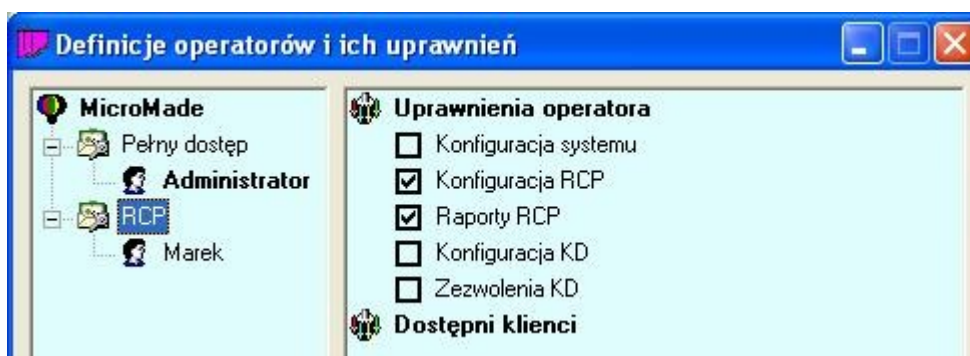 Definicje operatorów i ich uprawnień
MicroMade
Pełny dostęp
Administrator
RCP
Marek
Uprawnienia operatora
Konfiguracja systemu
Konfiguracja RCP
Raporty RCP
Konfiguracja KD
Zezwolenia KD
Dostępni klienci